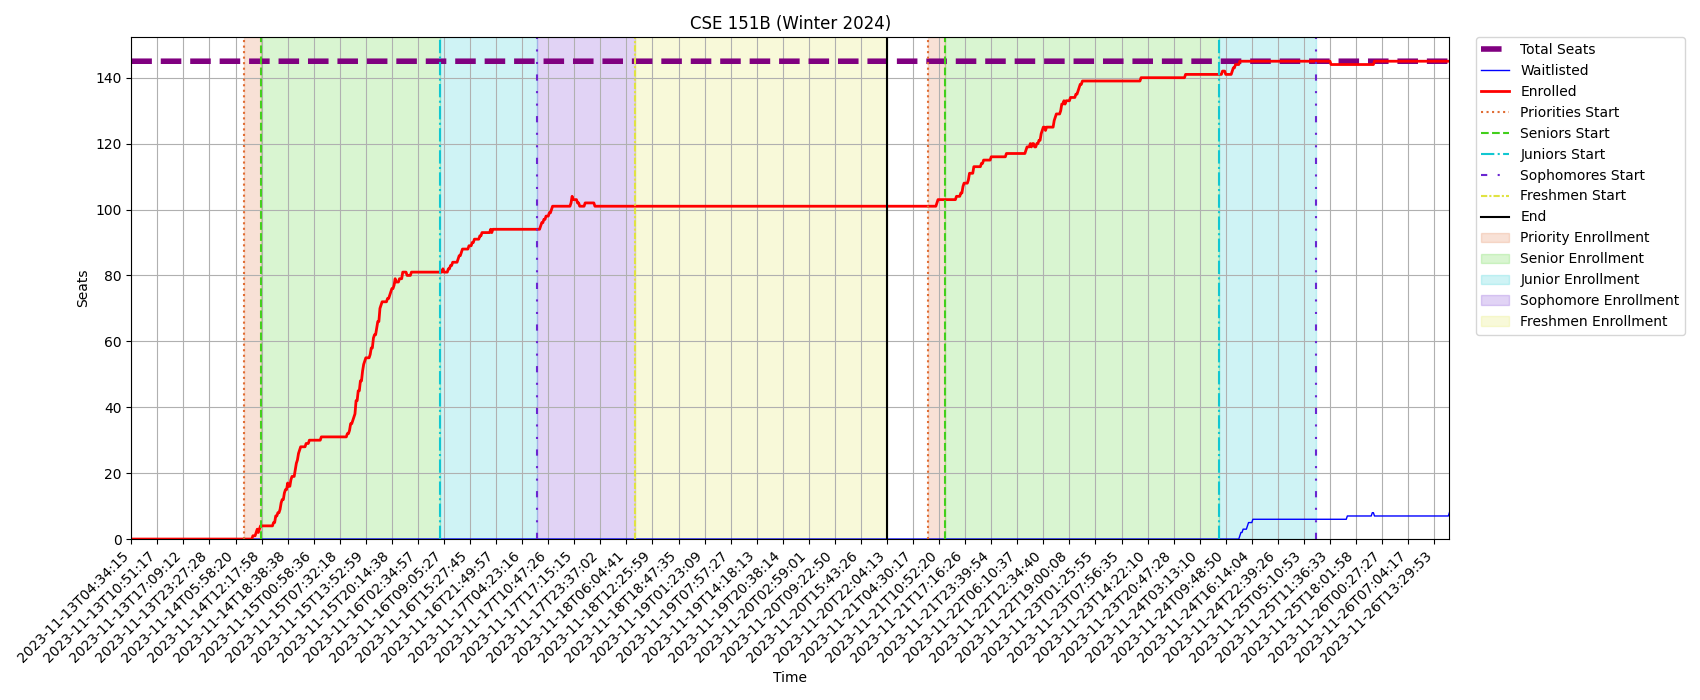 CSE 151B (Winter 2024)
Seats
140
120
100
80
60
40
20
0
2023-11-13T04:34:15
2023-11-13T10:51:17
2023-11-13T17:09:12
2023-11-13T23:27:28
2023-11-14T05:58:20
2023-11-14T12:17:58
2023-11-14T18:38:38
2023-11-15T00:58:36
2023-11-15T07:32:18
2023-11-15T13:52:59
2023-11-15T20:14:38
2023-11-16T02:34:57
2023-11-16T09:05:27
2023-11-16T15:27:45
2023-11-16T21:49:57
2023-11-17T04:23:16
2023-11-17T10:47:26
2023-11-17T17:15:15
2023-11-17T23:37:02
2023-11-18T06:04:41
2023-11-18T12:25:59
2023-11-18T18:47:35
2023-11-19T01:23:09
2023-11-19T07:57:27
2023-11-19T14:18:13
2023-11-19T20:38:14
2023-11-20T02:59:01
2023-11-20T09:22:50
2023-11-20T15:43:26
2023-11-20T22:04:13
2023-11-21T04:30:17
2023-11-21T10:52:20
2023-11-21T17:16:26
2023-11-21T23:39:54
2023-11-22T06:10:37
2023-11-22T12:34:40
2023-11-22T19:00:08
2023-11-23T01:25:55
2023-11-23T07:56:35
2023-11-23T14:22:10
2023-11-23T20:47:28
2023-11-24T03:13:10
2023-11-24T09:48:50
2023-11-24T16:14:04
2023-11-24T22:39:26
2023-11-25T05:10:53
2023-11-25T11:36:33
2023-11-25T18:01:58
2023-11-26T00:27:27
2023-11-26T07:04:17
2023-11-26T13:29:53
Time
Total Seats
Waitlisted
Enrolled
Priorities Start
Seniors Start
Juniors Start
Sophomores Start
Freshmen Start
End
Priority Enrollment
Senior Enrollment
Junior Enrollment
Sophomore Enrollment
Freshmen Enrollment